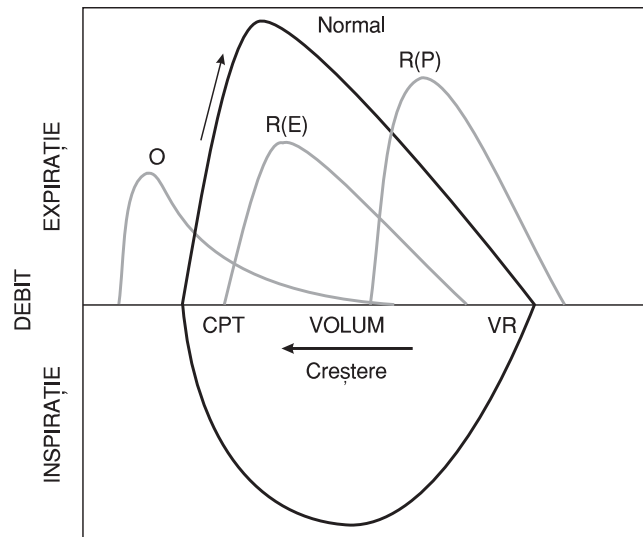 Normal
R(P)
R(E)
O
EXPIRAȚIE
DEBIT
INSPIRAȚIE
CPT VOLUM VR
Creștere